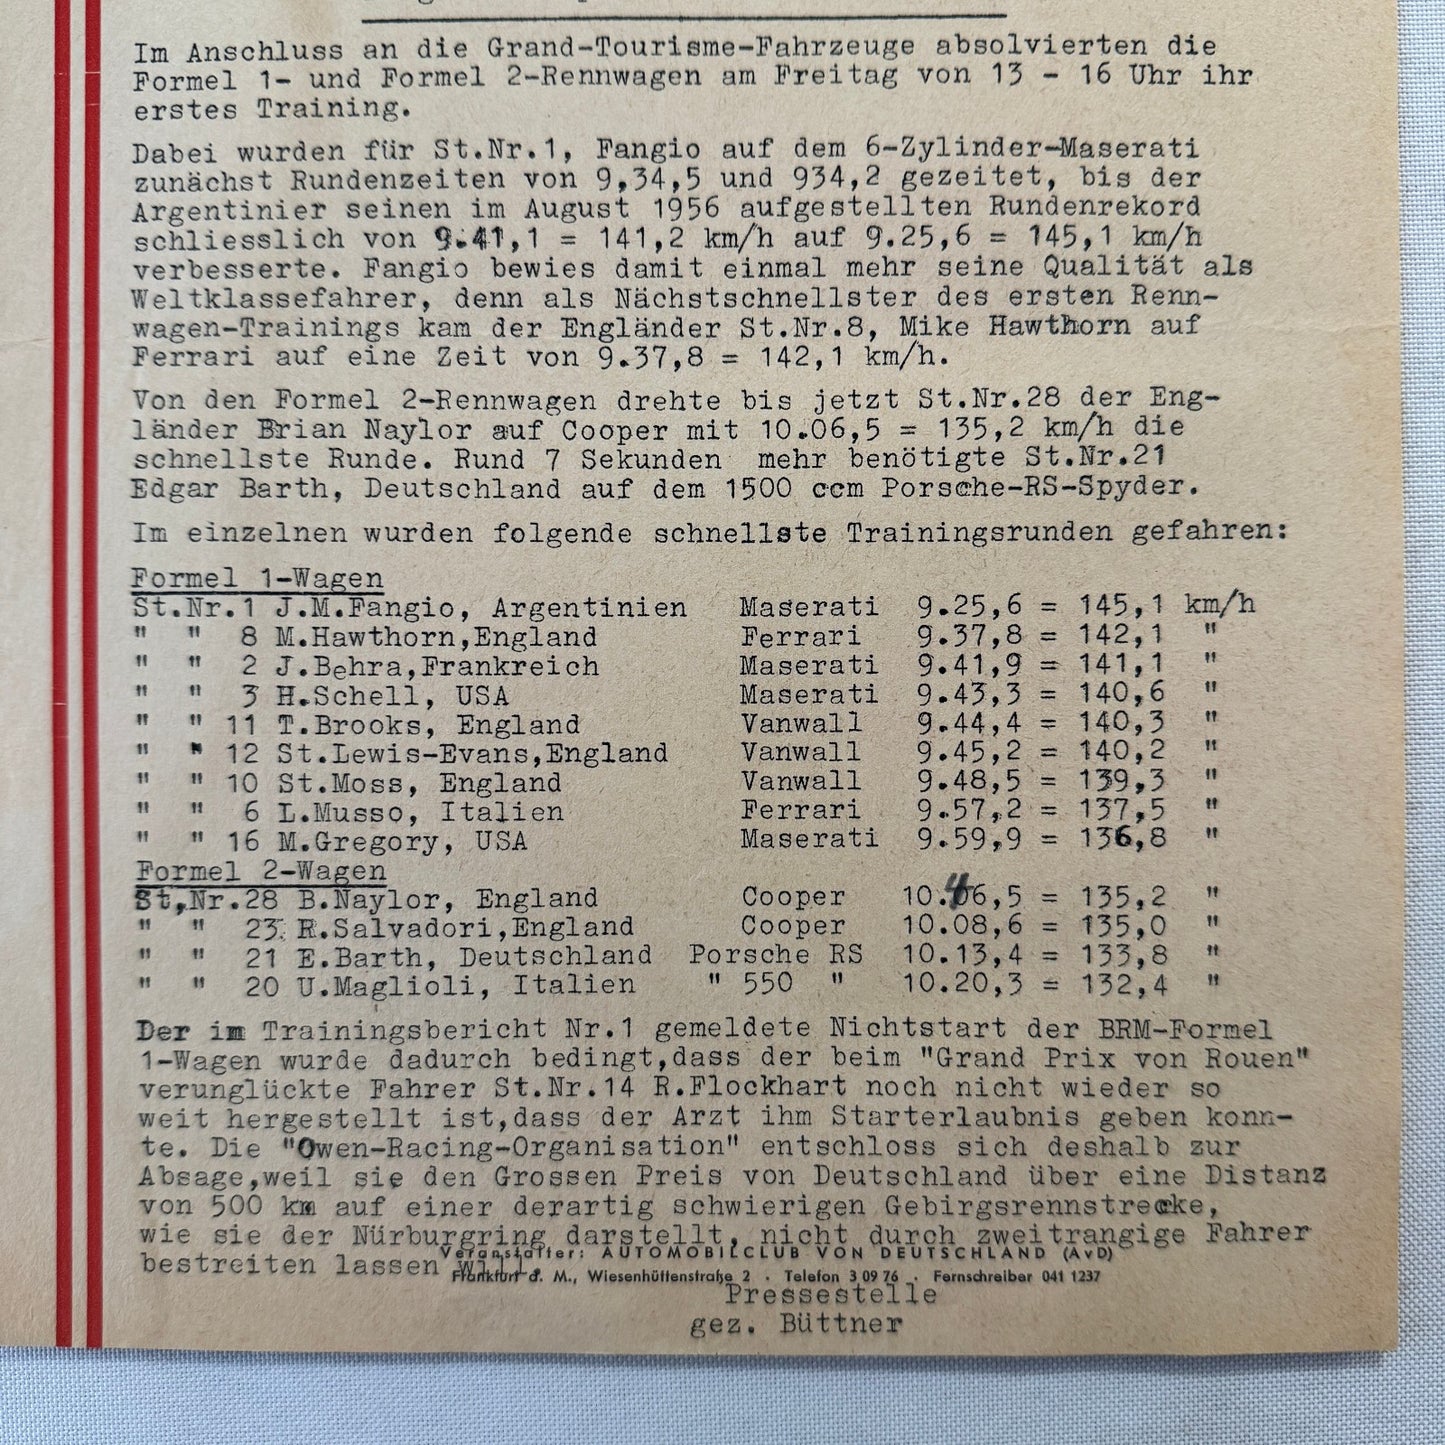 Im Anschluss an die Grand-Tourisme-Fahrzeuge absolvierten die
Formel 1- und Formel 2-Rennwagen am Freitag von 13 - 16 Uhr ihr
erstes Training.
Dabei wurden für St.Nr.1, Fangio auf dem 6-Zylinder-Maserati
zunächst Rundenzeiten von 9,34,5 und 934,2 gezeitet, bis der
Argentinier seinen im August 1956 aufgestellten Rundenrekord
schliesslich von 9.41,1 = 141,2 km/h auf 9.25,6 = 145,1 km/h
verbesserte. Fangio bewies damit einmal mehr seine Qualität als
Weltklassefahrer, denn als Nächstschnellster des ersten Renn-
wagen-Trainings kam der Engländer St.Nr.8, Mike Hawthorn auf
Ferrari auf eine Zeit von 9.37,8 = 142,1 km/h.
Von den Formel 2-Rennwagen drehte bis jetzt St.Nr.28 der Eng-
länder Brian Naylor auf Cooper mit 10.06,5 = 135,2 km/h die
schnellste Runde. Rund 7 Sekunden mehr benötigte St.Nr.21
Edgar Barth, Deutschland auf dem 1500 ccm Porsche-RS-Spyder.
Im einzelnen wurden folgende schnellste Trainingsrunden gefahren:
Formel 1-Wagen
St.Nr.1 J.M.Fangio, Argentinien Maserati 9.25,6 = 145,1 km/h
" " 8 M.Hawthorn,England Ferrari 9.37,8 = 142,1 "
" " 2 J.Behra,Frankreich Maserati 9.41,9 = 141,1 "
" " 3 H.Schell, USA Maserati 9.43,3 = 140,6 "
" " 11 T.Brooks, England Vanwall 9.44,4 = 140,3 "
" " 12 St.Lewis-Evans,England Vanwall 9.45,2 = 140,2 "
" " 10 St.Moss, England Vanwall 9.48,5 = 139,3 "
" " 6 L.Musso, Italien Ferrari 9.57,2 = 137,5 "
" " 16 M.Gregory, USA Maserati 9.59,9 = 136,8 "
Formel 2-Wagen
St,Nr.28 B.Naylor, England Cooper 10.06,5 = 135,2 "
" " 23 R.Salvadori,England Cooper 10.08,6 = 135,0 "
" " 21 E.Barth, Deutschland Porsche RS 10.13,4 = 133,8 "
" " 20 U.Maglioli, Italien " 550 " 10.20,3 = 132,4 "
Der im Trainingsbericht Nr.1 gemeldete Nichtstart der BRM-Formel
1-Wagen wurde dadurch bedingt,dass der beim "Grand Prix von Rouen"
verunglückte Fahrer St.Nr.14 R.Flockhart noch nicht wieder so
weit hergestellt ist,dass der Arzt ihm Starterlaubnis geben konn-
te. Die "Owen-Racing-Organisation" entschloss sich deshalb zur
Absage,weil sie den Grossen Preis von Deutschland über eine Distanz
von 500 km auf einer derartig schwierigen Gebirgsrennstrecke,
wie sie der Nürburgring darstellt, nicht durch zweitrangige Fahrer
Veranstalter: AUTOMOBILCLUB VON DEUTSCHLAND (AvD)
bestreiten lassen will.
Frankfurt a. M., Wiesenhüttenstraße 2 · Telefon 3 09 76 · Fernschreiber 041 1237
Pressestelle
gez. Büttner